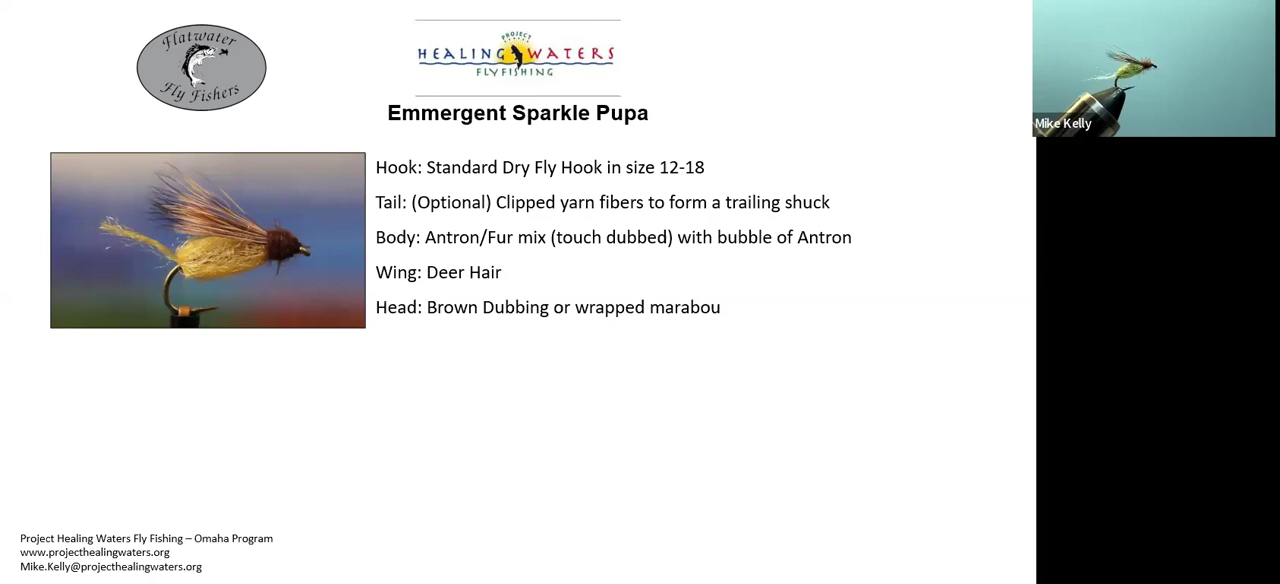 Flatwater
Fly Fishers
PROJECT
HEALING WATERS
FLY FISHING
Emmergent Sparkle Pupa
Mike Kelly
Hook: Standard Dry Fly Hook in size 12-18
Tail: (Optional) Clipped yarn fibers to form a trailing shuck
Body: Antron/Fur mix (touch dubbed) with bubble of Antron
Wing: Deer Hair
Head: Brown Dubbing or wrapped marabou
Project Healing Waters Fly Fishing – Omaha Program
www.projecthealingwaters.org
Mike.Kelly@projecthealingwaters.org